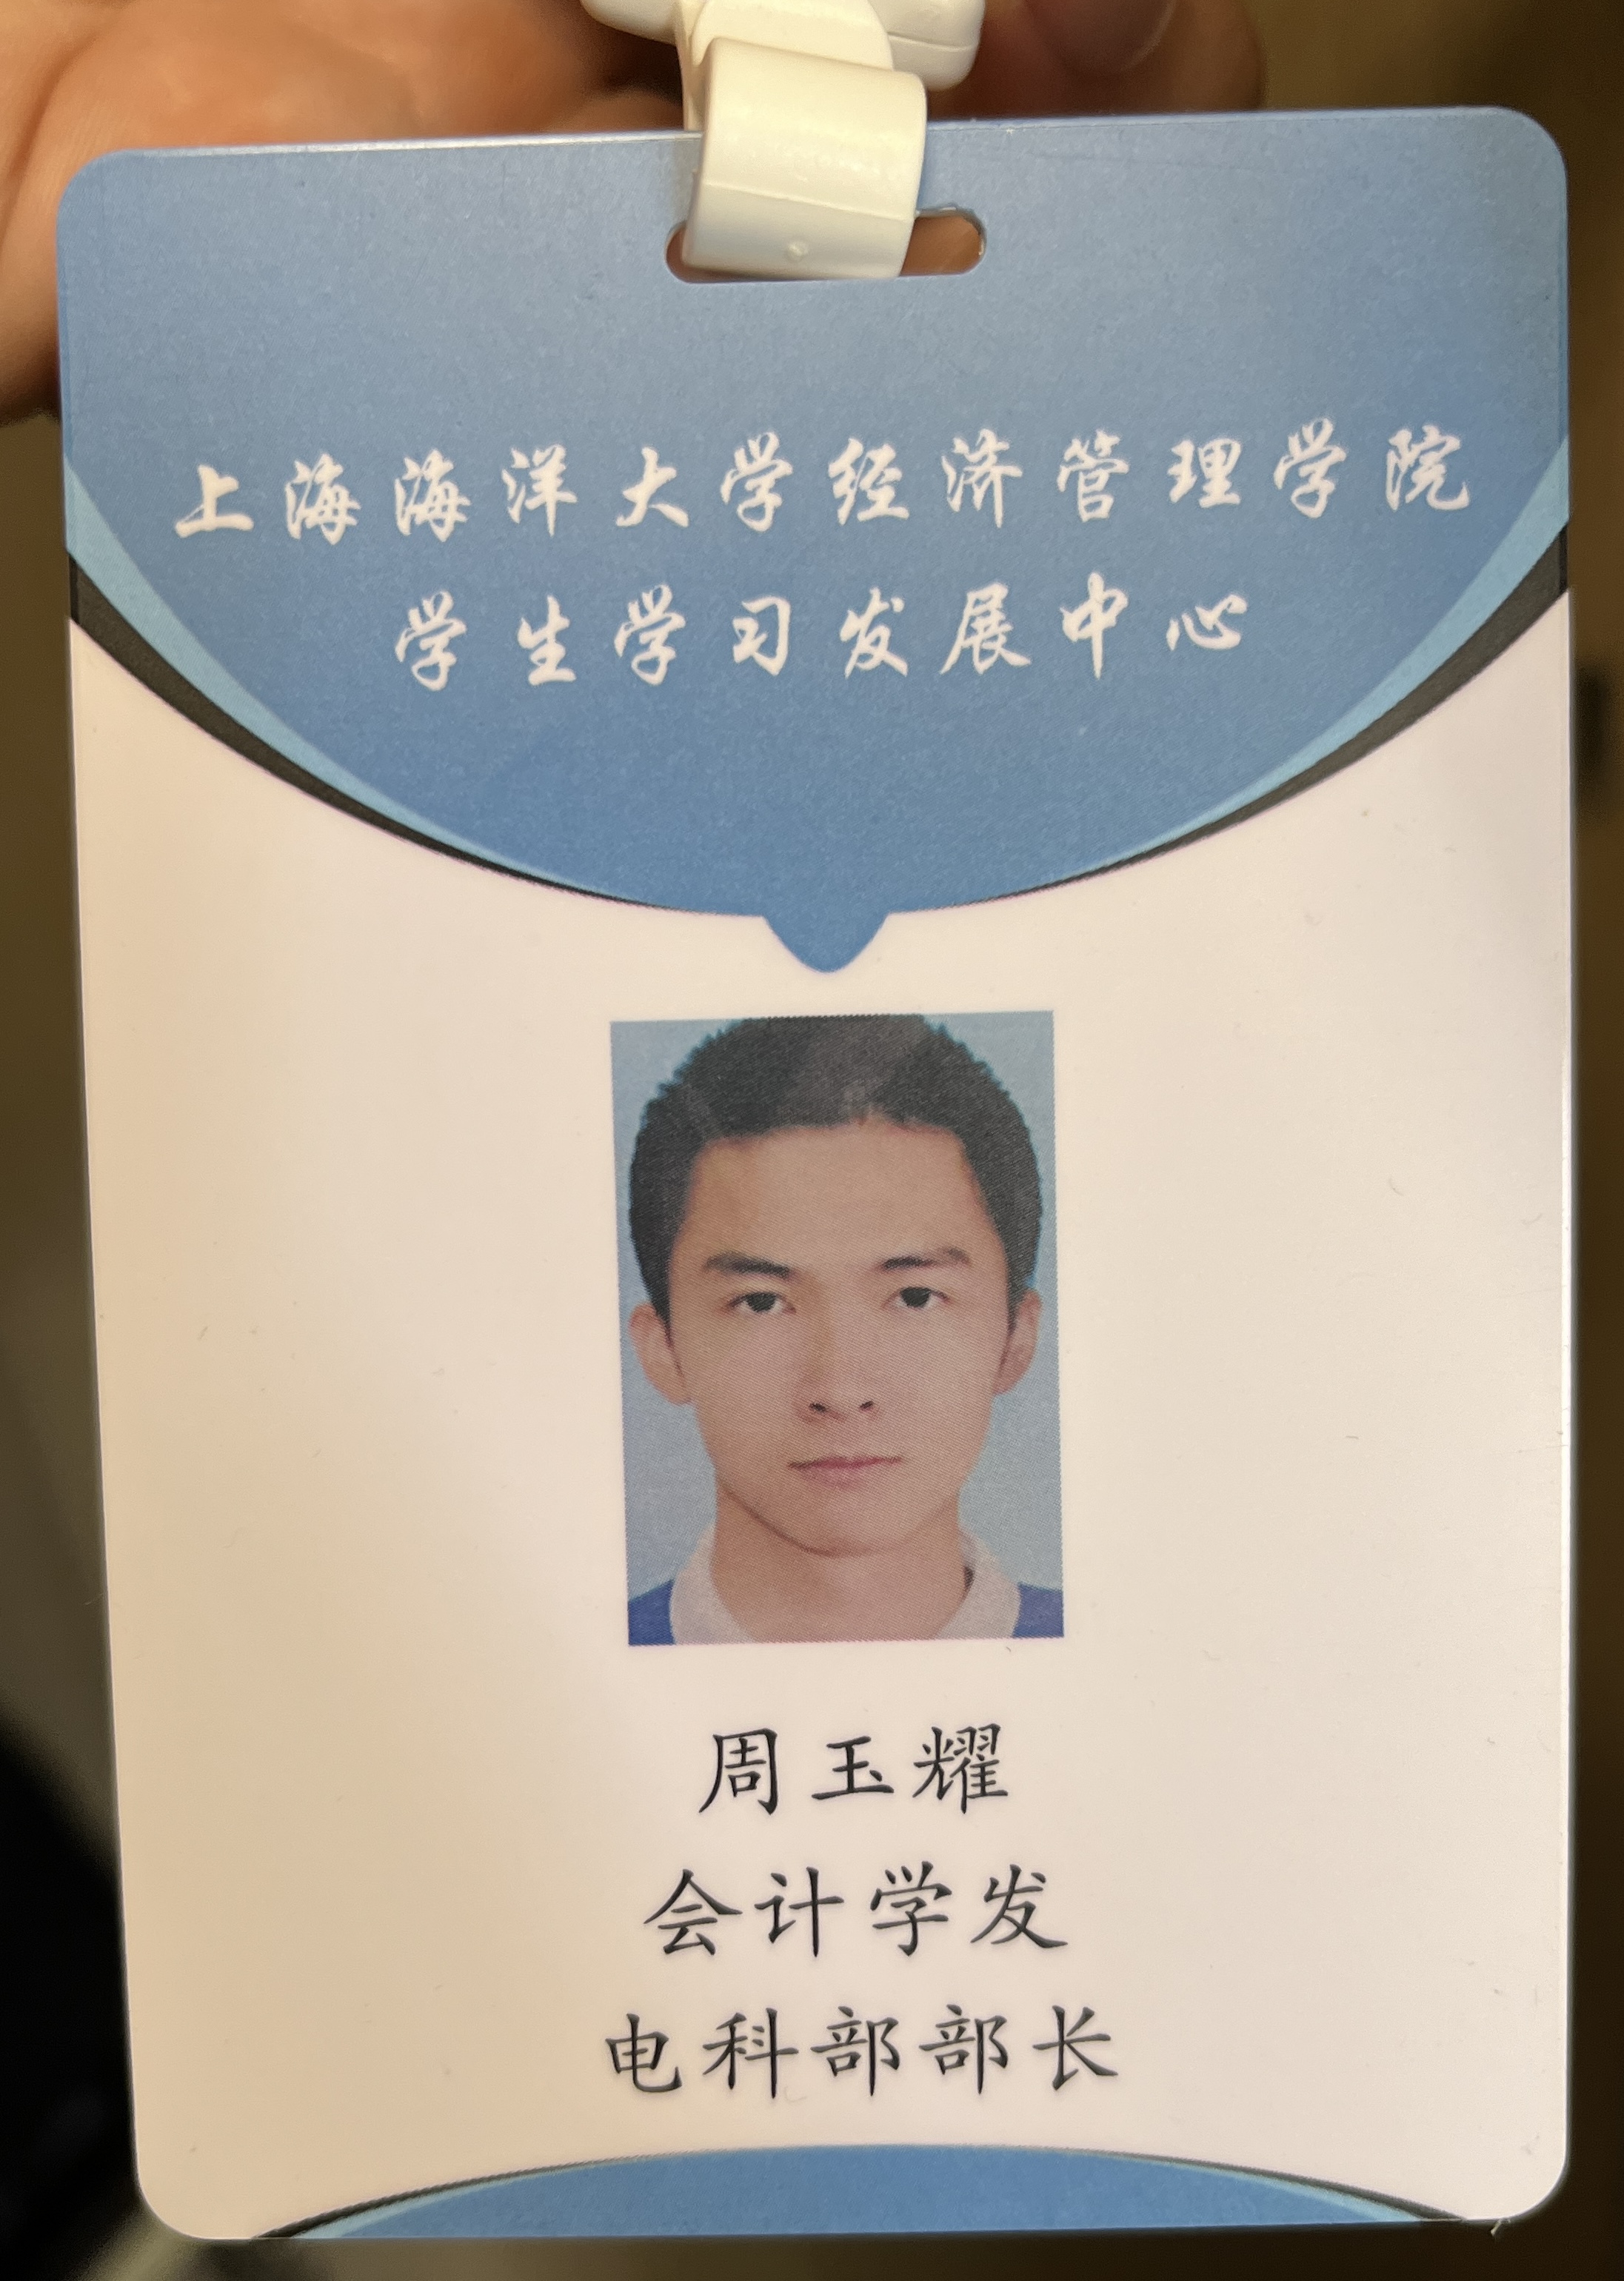 上海海洋大学经济管理学院
学生学习发展中心
周玉耀
会计学发
电科部部长